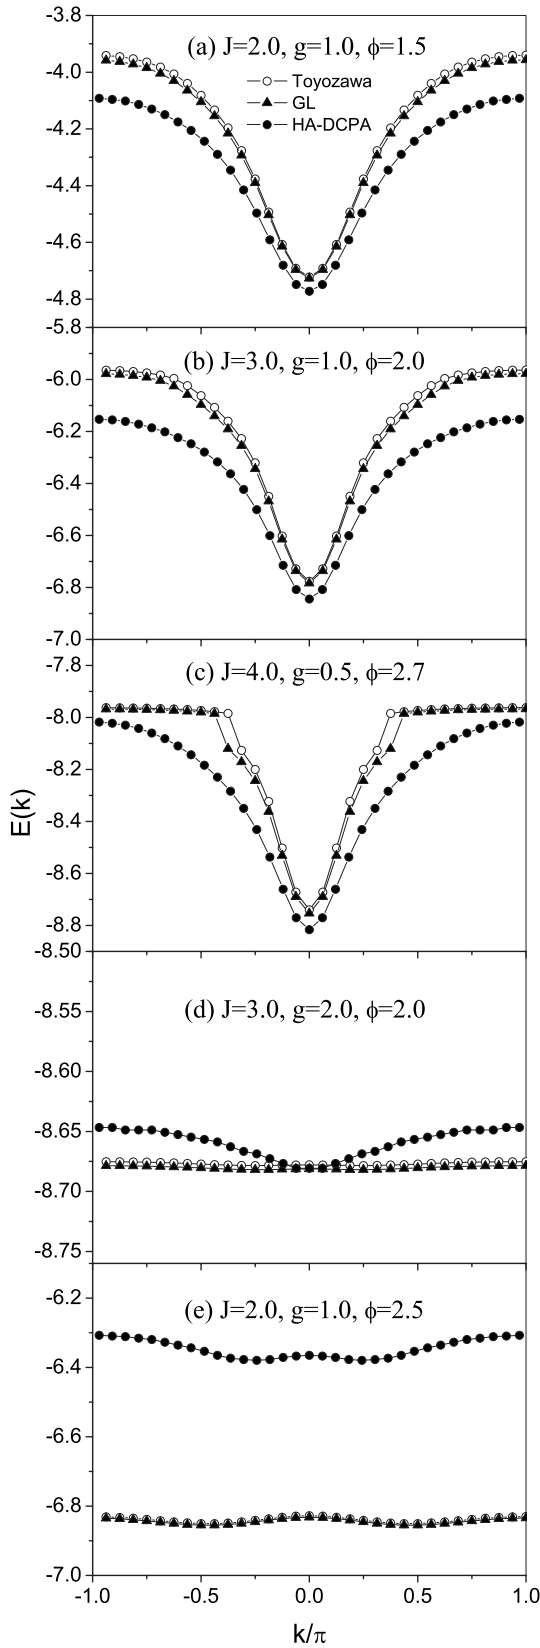 -3.8
(a) J=2.0, g=1.0, ϕ=1.5
-4.0
Toyozawa
GL
HA-DCPA
-4.2
-4.4
-4.6
-4.8
-5.8
(b) J=3.0, g=1.0, ϕ=2.0
-6.0
-6.2
-6.4
-6.6
-6.8
-7.0
(c) J=4.0, g=0.5, ϕ=2.7
-7.8
-8.0
-8.2
E(k)
-8.4
-8.6
-8.8
-8.50
(d) J=3.0, g=2.0, ϕ=2.0
-8.55
-8.60
-8.65
-8.70
-8.75
-6.2
(e) J=2.0, g=1.0, ϕ=2.5
-6.4
-6.6
-6.8
-7.0
-1.0 -0.5 0.0 0.5 1.0
k/π